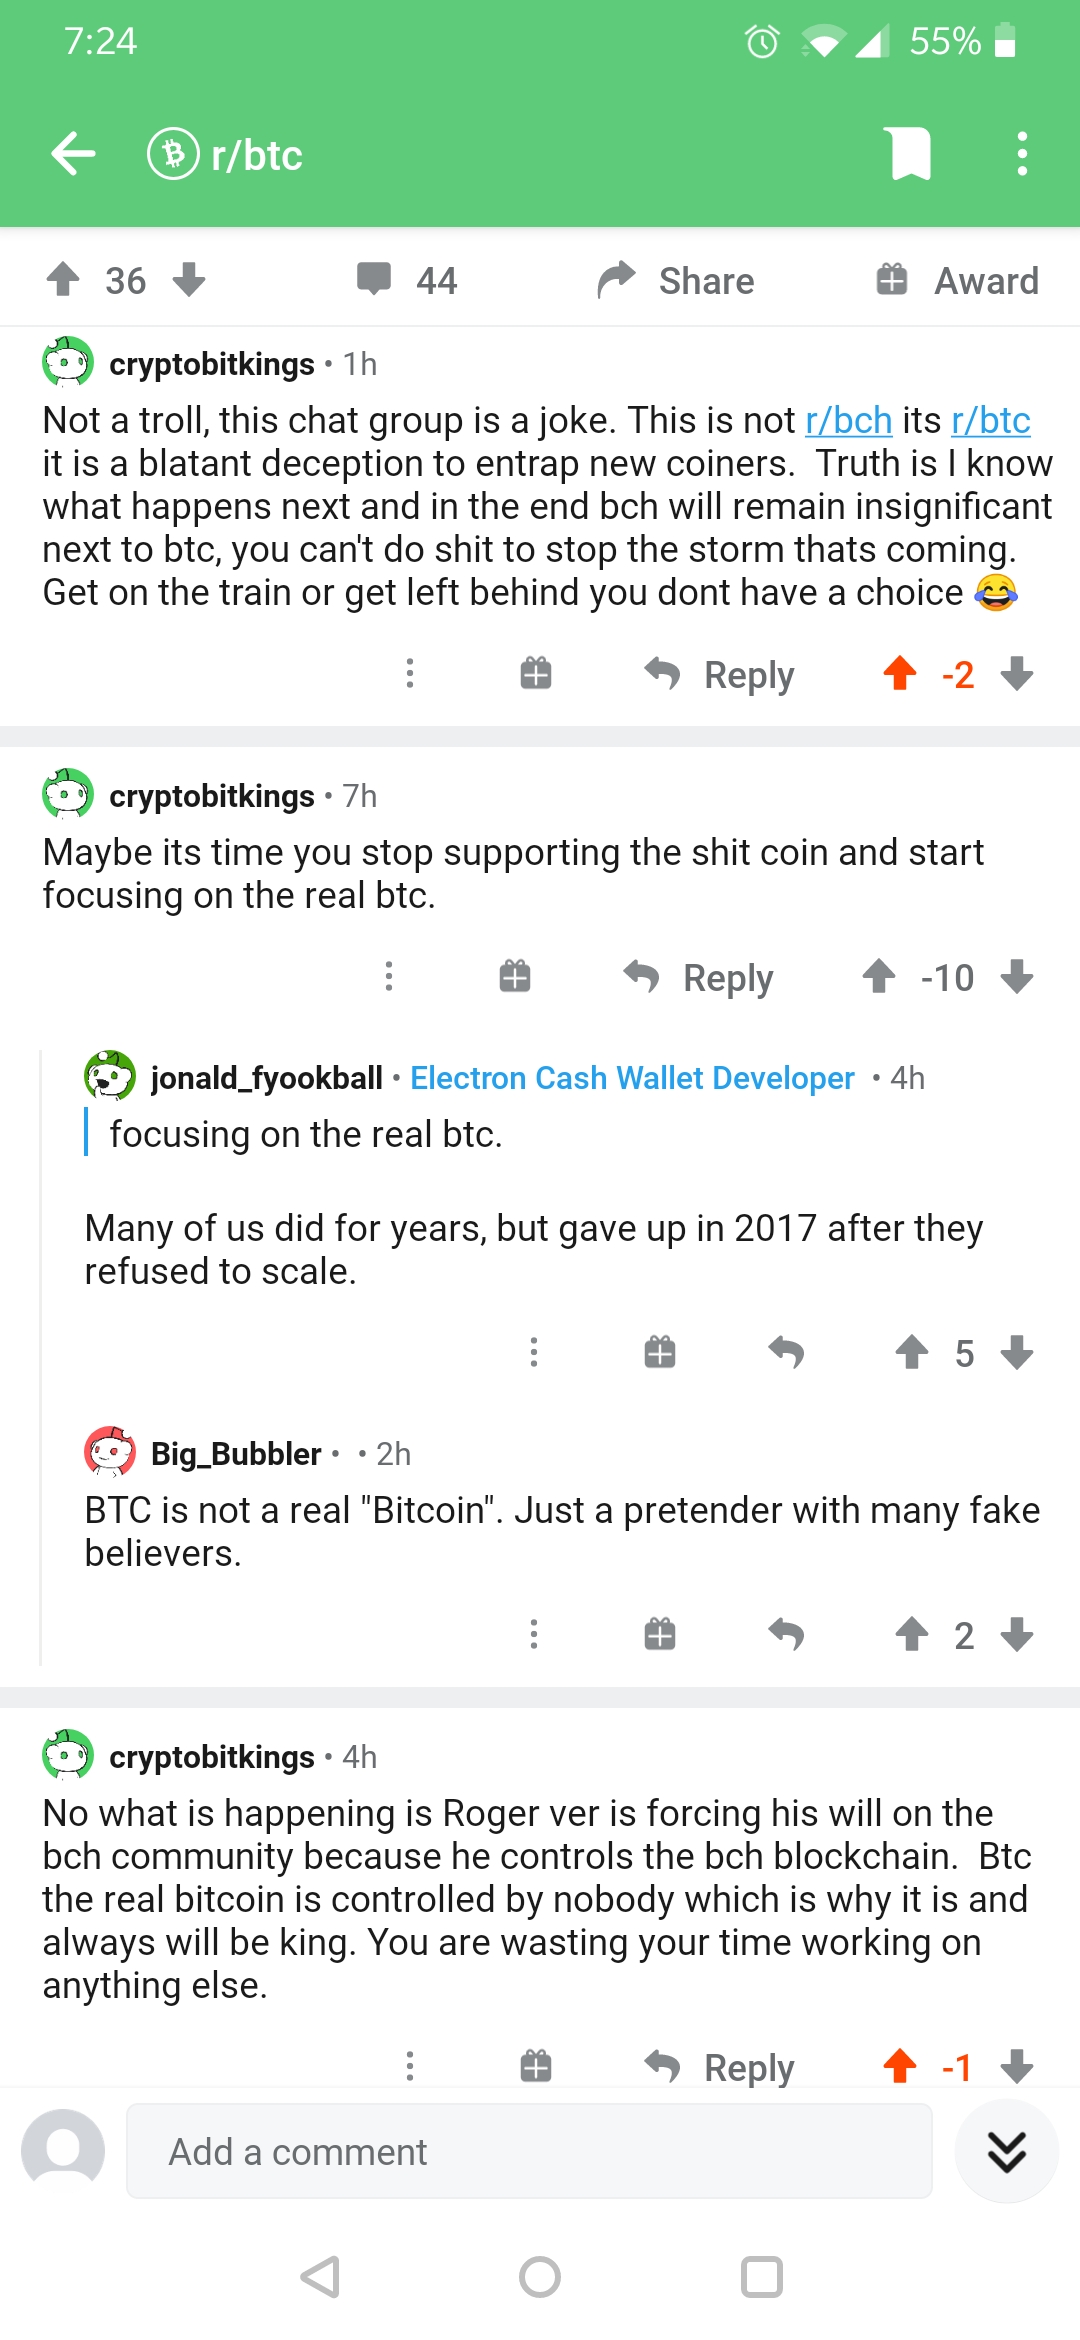 7:24
55%
r/btc
36
44
Share
Award
cryptobitkings • 1h
Not a troll, this chat group is a joke. This is not r/bch its r/btc
it is a blatant deception to entrap new coiners.  Truth is I know
what happens next and in the end bch will remain insignificant
next to btc, you can't do shit to stop the storm thats coming.
Get on the train or get left behind you dont have a choice 😂
Reply
-2
cryptobitkings • 7h
Maybe its time you stop supporting the shit coin and start
focusing on the real btc.
Reply
-10
jonald_fyookball • Electron Cash Wallet Developer • 4h
focusing on the real btc.
Many of us did for years, but gave up in 2017 after they
refused to scale.
5
Big_Bubbler • • 2h
BTC is not a real "Bitcoin". Just a pretender with many fake
believers.
2
cryptobitkings • 4h
No what is happening is Roger ver is forcing his will on the
bch community because he controls the bch blockchain.  Btc
the real bitcoin is controlled by nobody which is why it is and
always will be king. You are wasting your time working on
anything else.
Reply
-1
Add a comment